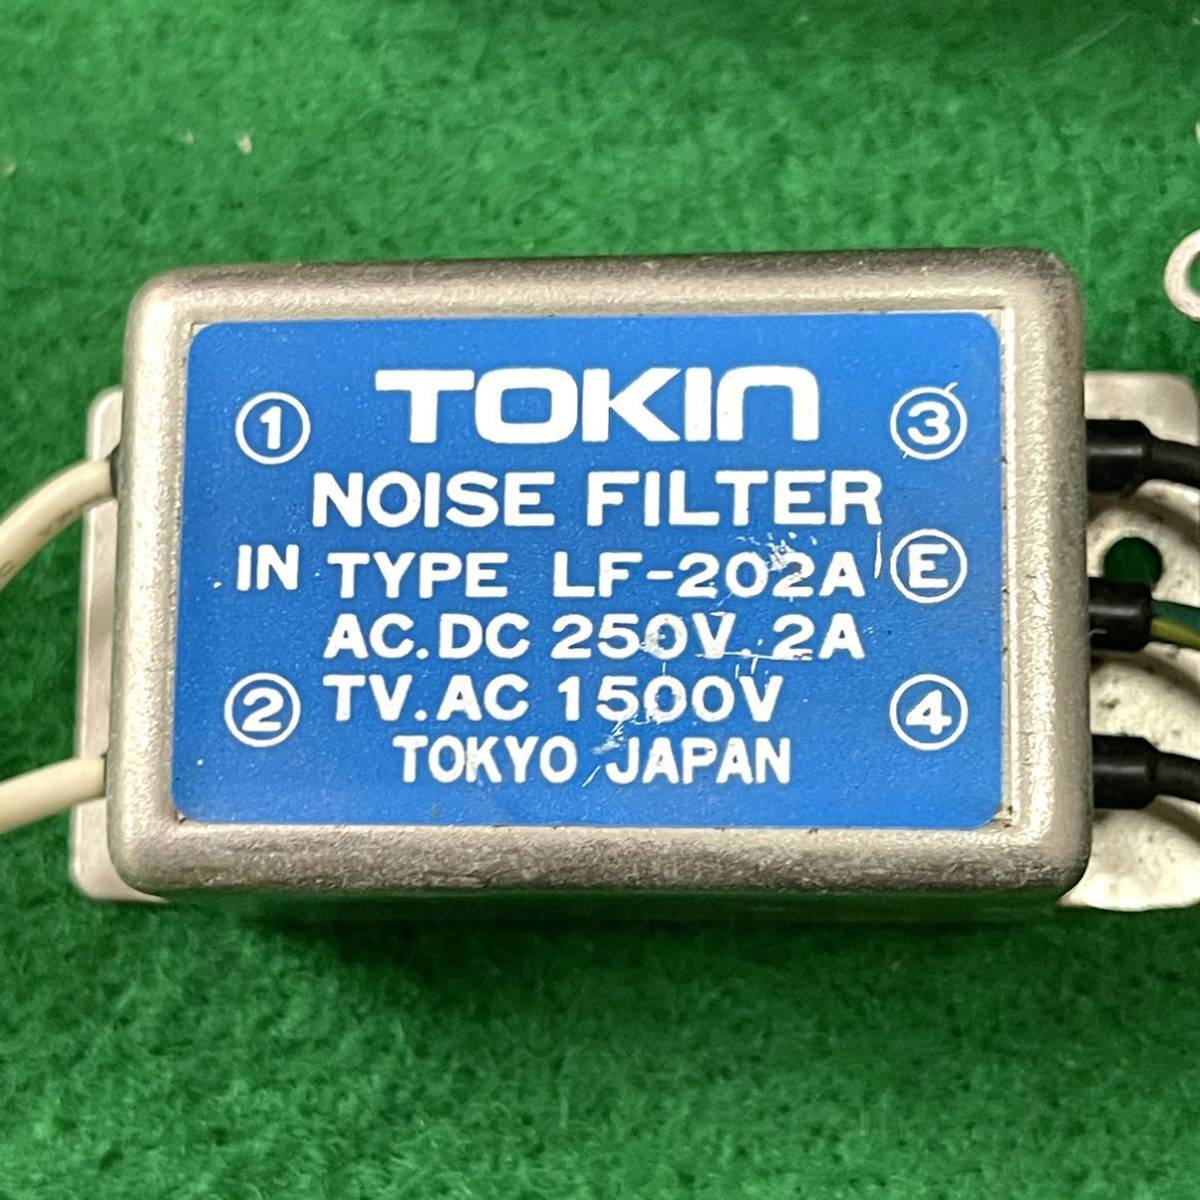 TOKIN
① ③
NOISE FILTER
IN TYPE LF-202A Ⓔ
AC.DC 250V 2A
② TV.AC 1500V ④
TOKYO JAPAN